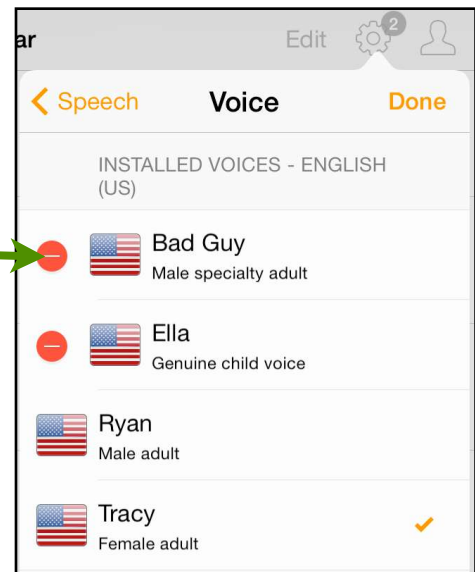 ar Edit 2
Speech Voice Done
INSTALLED VOICES - ENGLISH
(US)
Bad Guy
Male specialty adult
Ella
Genuine child voice
Ryan
Male adult
Tracy
Female adult